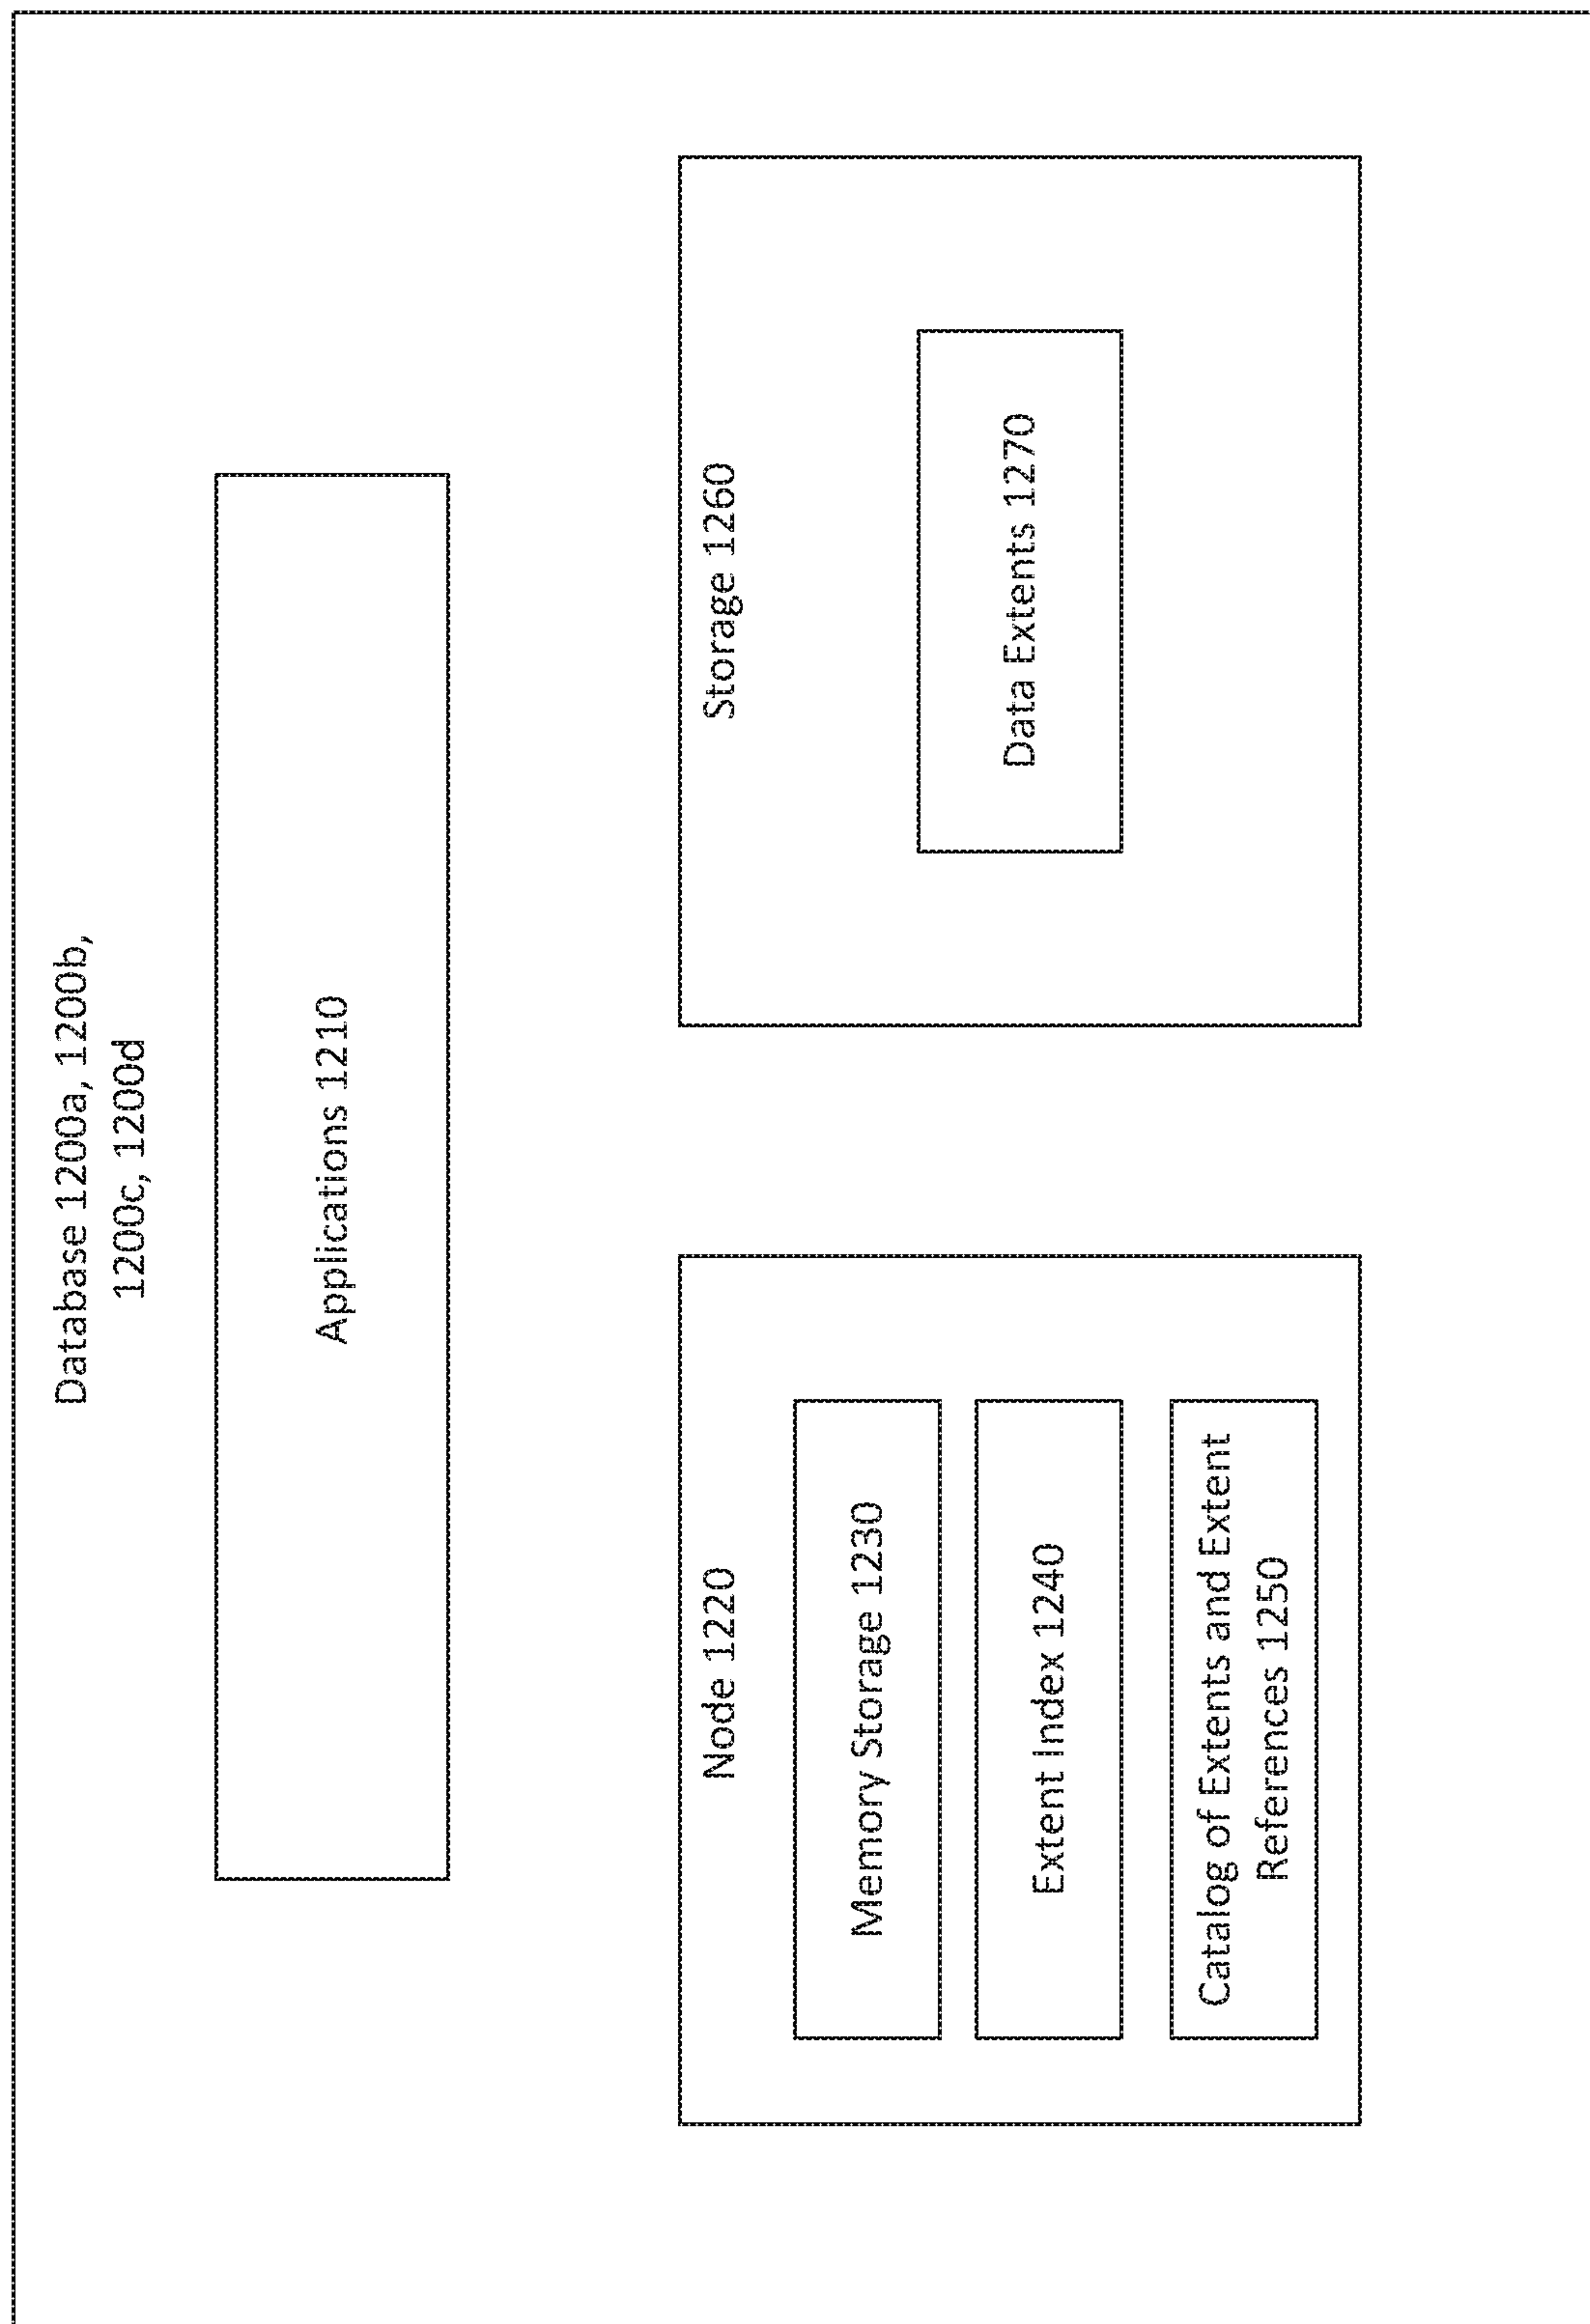 Database 1200a, 1200b,
1200c, 1200d
Applications 1210
Node 1220
Memory Storage 1230
Extent Index 1240
Catalog of Extents and Extent
References 1250
Storage 1260
Data Extents 1270